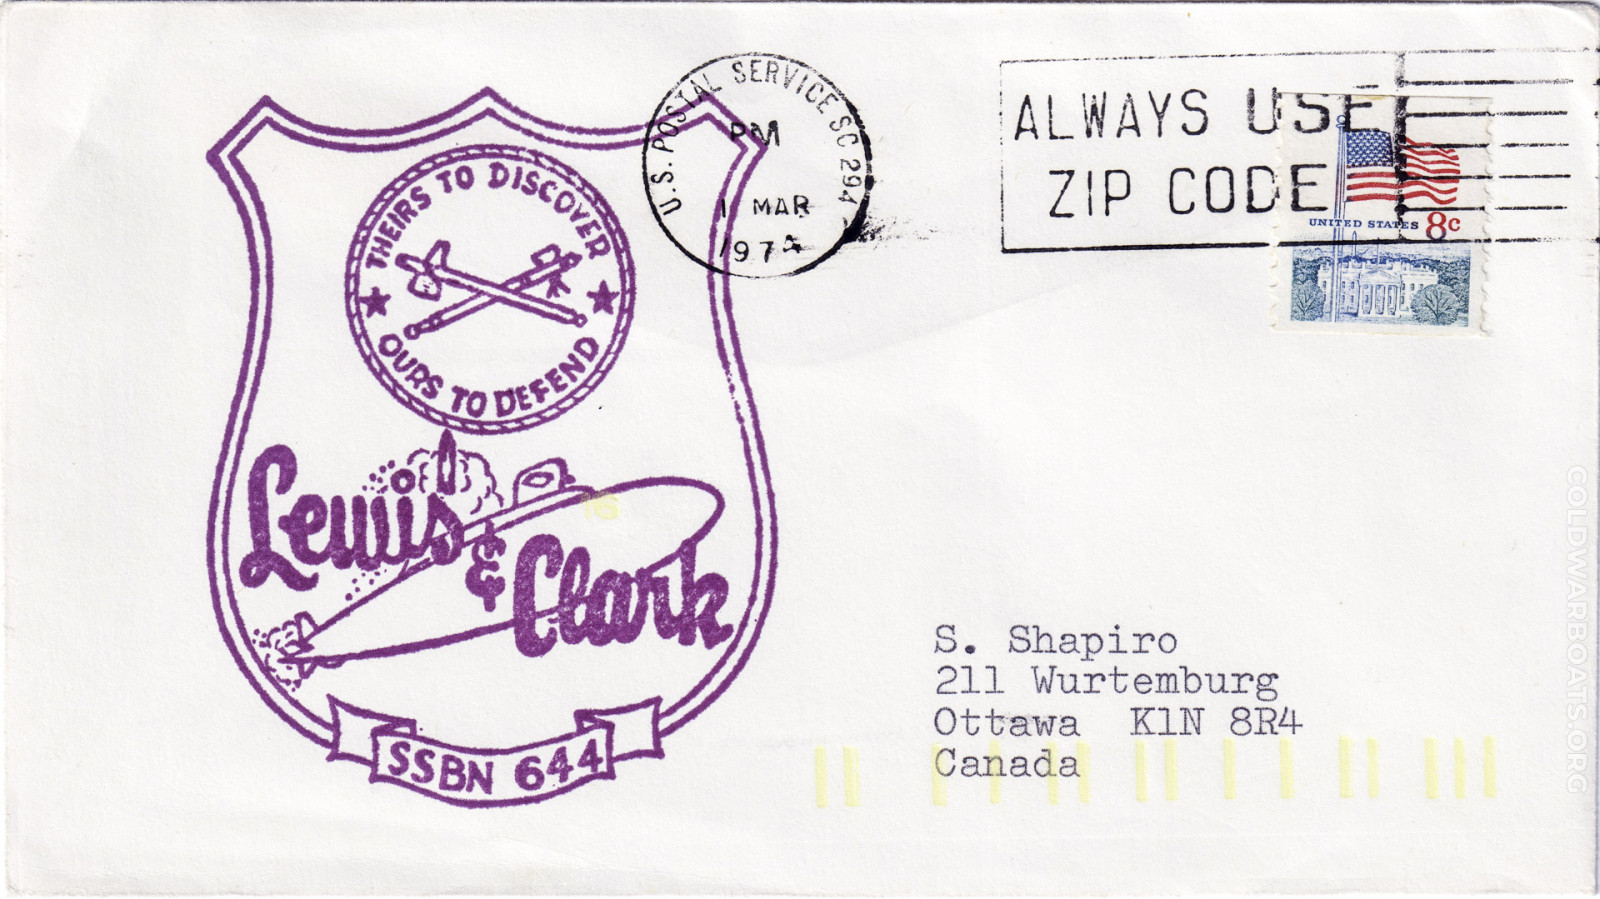 THEIRS TO DISCOVER
OURS TO DEFEND
Lewis & Clark
SSBN 644
U.S. POSTAL SERVICE SC 294
PM
1 MAR
1974
ALWAYS USE
ZIP CODE
UNITED STATES 8c
S. Shapiro
211 Wurtemburg
Ottawa K1N 8R4
Canada
COLDWARBOATS.ORG